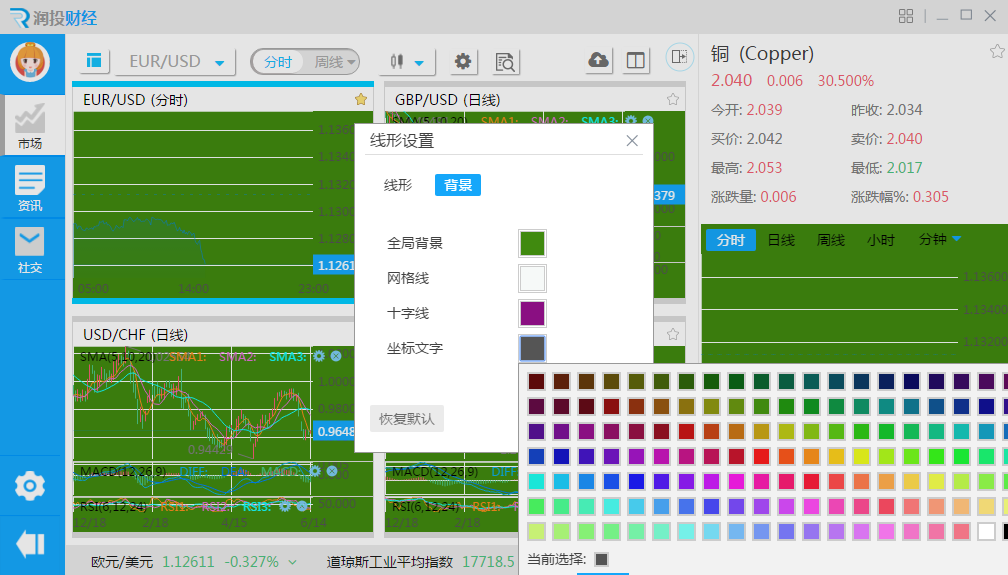 润投财经
EUR/USD
分时 周线
市场
资讯
社交
EUR/USD (分时)
1.1360
1.1340
1.1320
1.1300
1.1280
1.1261
05:00 14:00 23:00
GBP/USD (日线)
SMA(5,10,20) SMA1: SMA2: SMA3:
379
线形设置
线形 背景
全局背景
网格线
十字线
坐标文字
恢复默认
当前选择:
USD/CHF (日线)
SMA(5,10,20) SMA1: SMA2: SMA3:
1.0000
0.9800
0.9648
0.9442
MACD(12,26,9) DIFF: DEA: MACD:
RSI(6,12,24) RSI1: RSI2: RSI3:
50.0000
12/18 2/18 4/15 6/14
MACD(12,26,9) DIFF
RSI(6,12,24) RSI1:
12/18 2/18
铜 (Copper)
2.040 0.006 30.500%
今开: 2.039 昨收: 2.034
买价: 2.042 卖价: 2.040
最高: 2.053 最低: 2.017
涨跌量: 0.006 涨跌幅%: 0.305
分时 日线 周线 小时 分钟
1.13600
1.13400
1.13200
欧元/美元 1.12611 -0.327% 道琼斯工业平均指数 17718.5